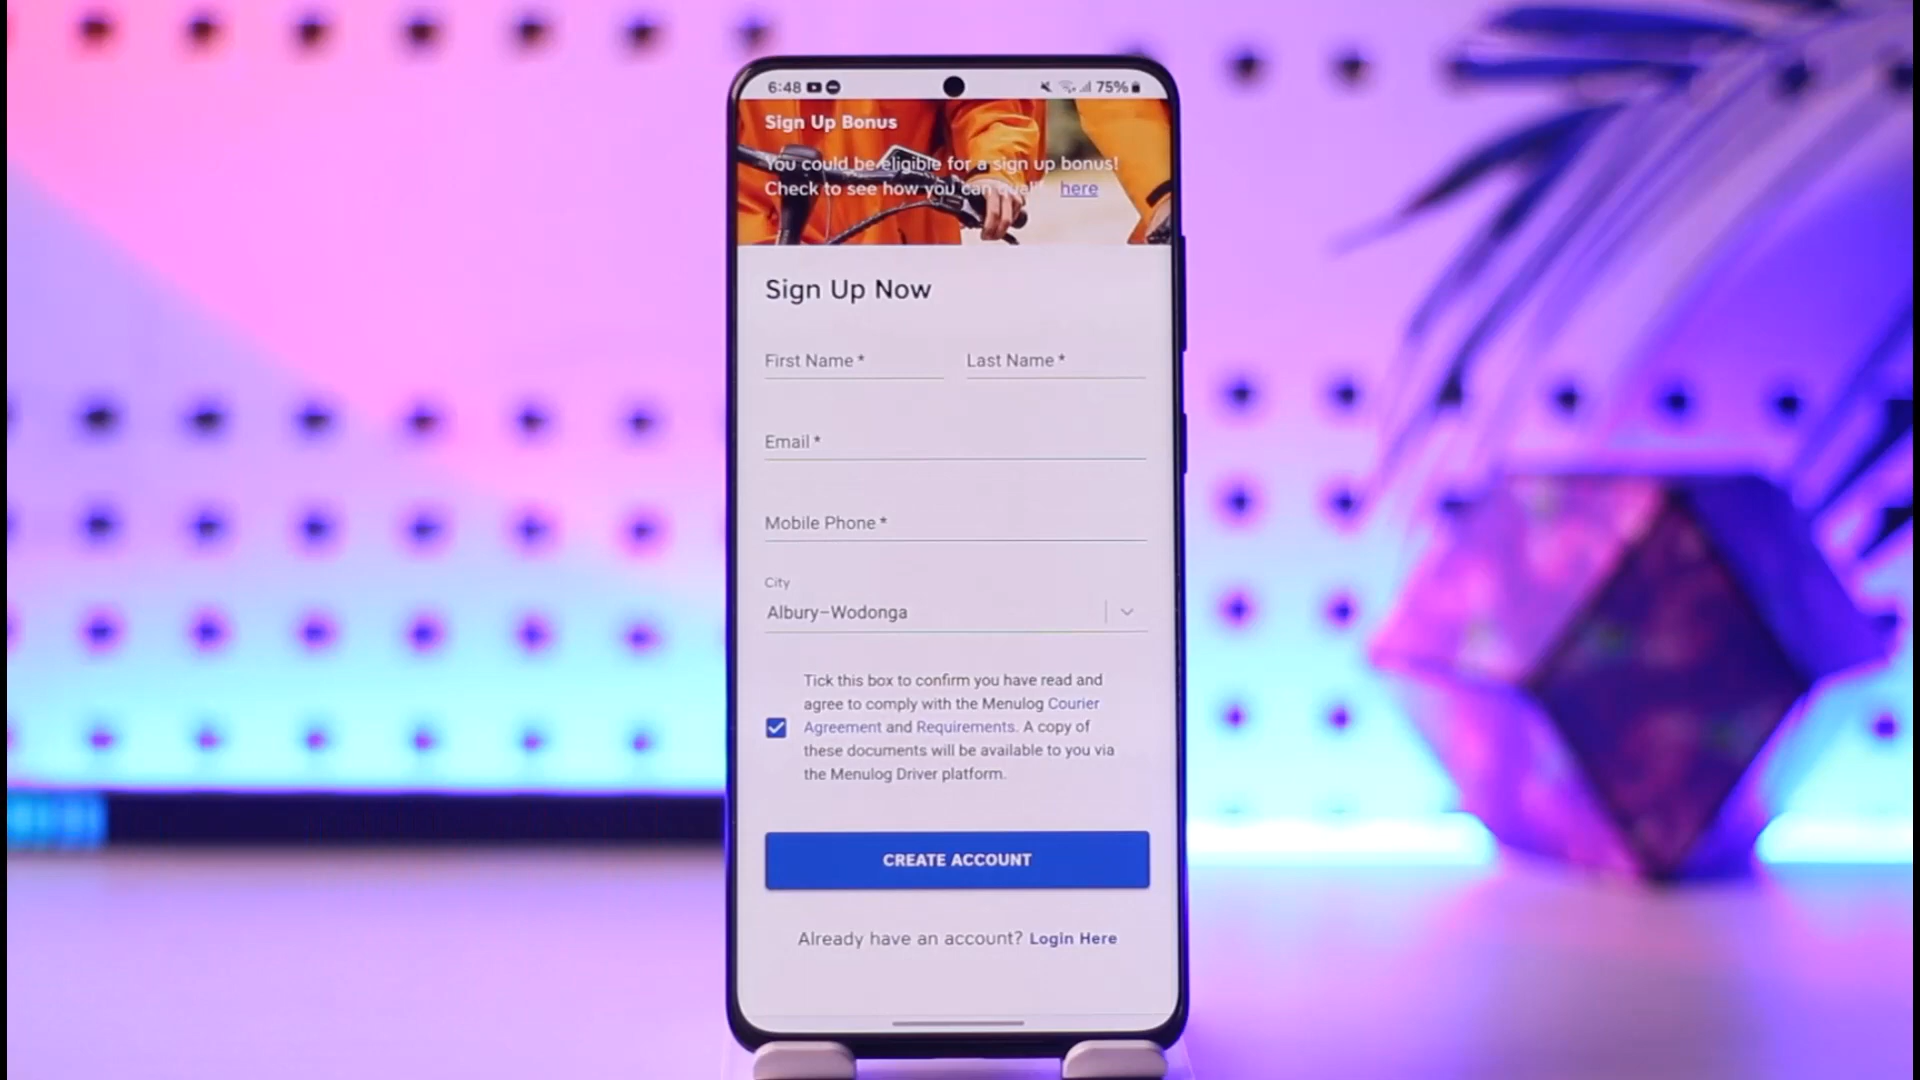 6:48 75%
Sign Up Bonus
You could be eligible for a sign up bonus!
Check to see how you can qualify here
Sign Up Now
First Name * Last Name *
Email *
Mobile Phone *
City
Albury-Wodonga
Tick this box to confirm you have read and
agree to comply with the Menulog Courier
Agreement and Requirements. A copy of
these documents will be available to you via
the Menulog Driver platform.
CREATE ACCOUNT
Already have an account? Login Here